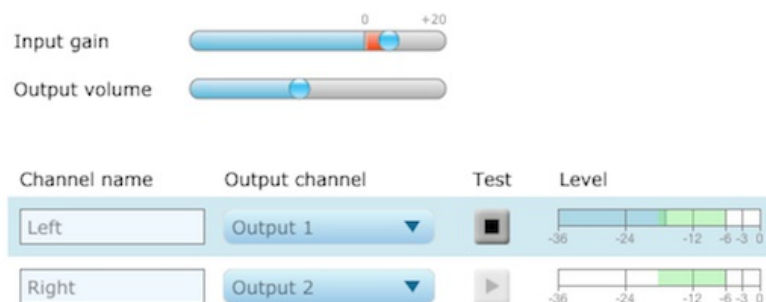 0 +20
Input gain
Output volume
Channel name Output channel Test Level
Left Output 1
-36 -24 -12 -6 -3 0
Right Output 2
-36 -24 -12 -6 -3 0